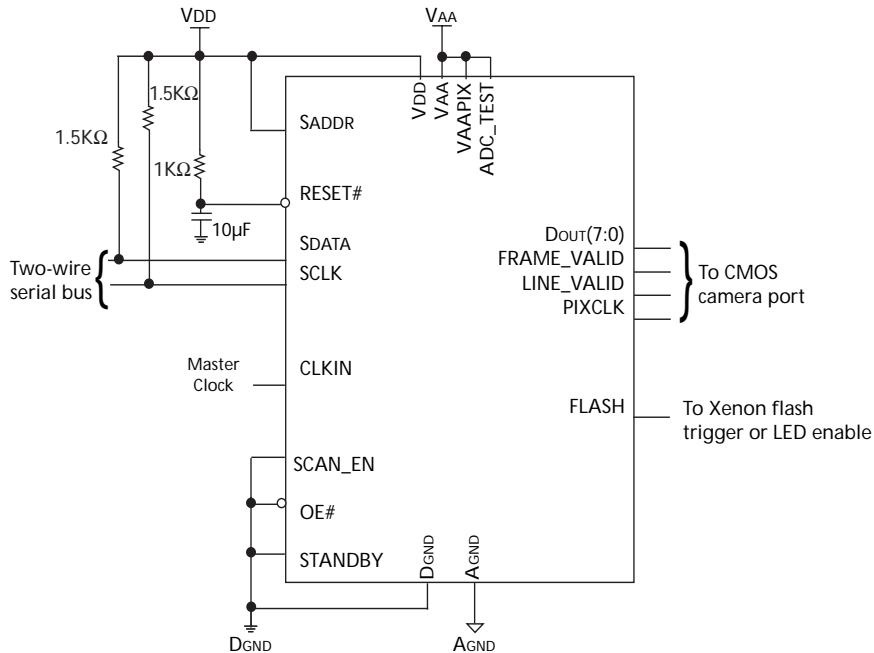 VDD
VAA
1.5KΩ
1.5KΩ
1KΩ
10µF
SADDR
RESET#
SDATA
SCLK
Two-wire
serial bus
VDD
VAA
VAAPIX
ADC_TEST
DOUT(7:0)
FRAME_VALID
LINE_VALID
PIXCLK
To CMOS
camera port
Master
Clock
CLKIN
FLASH
To Xenon flash
trigger or LED enable
SCAN_EN
OE#
STANDBY
DGND
AGND
DGND
AGND